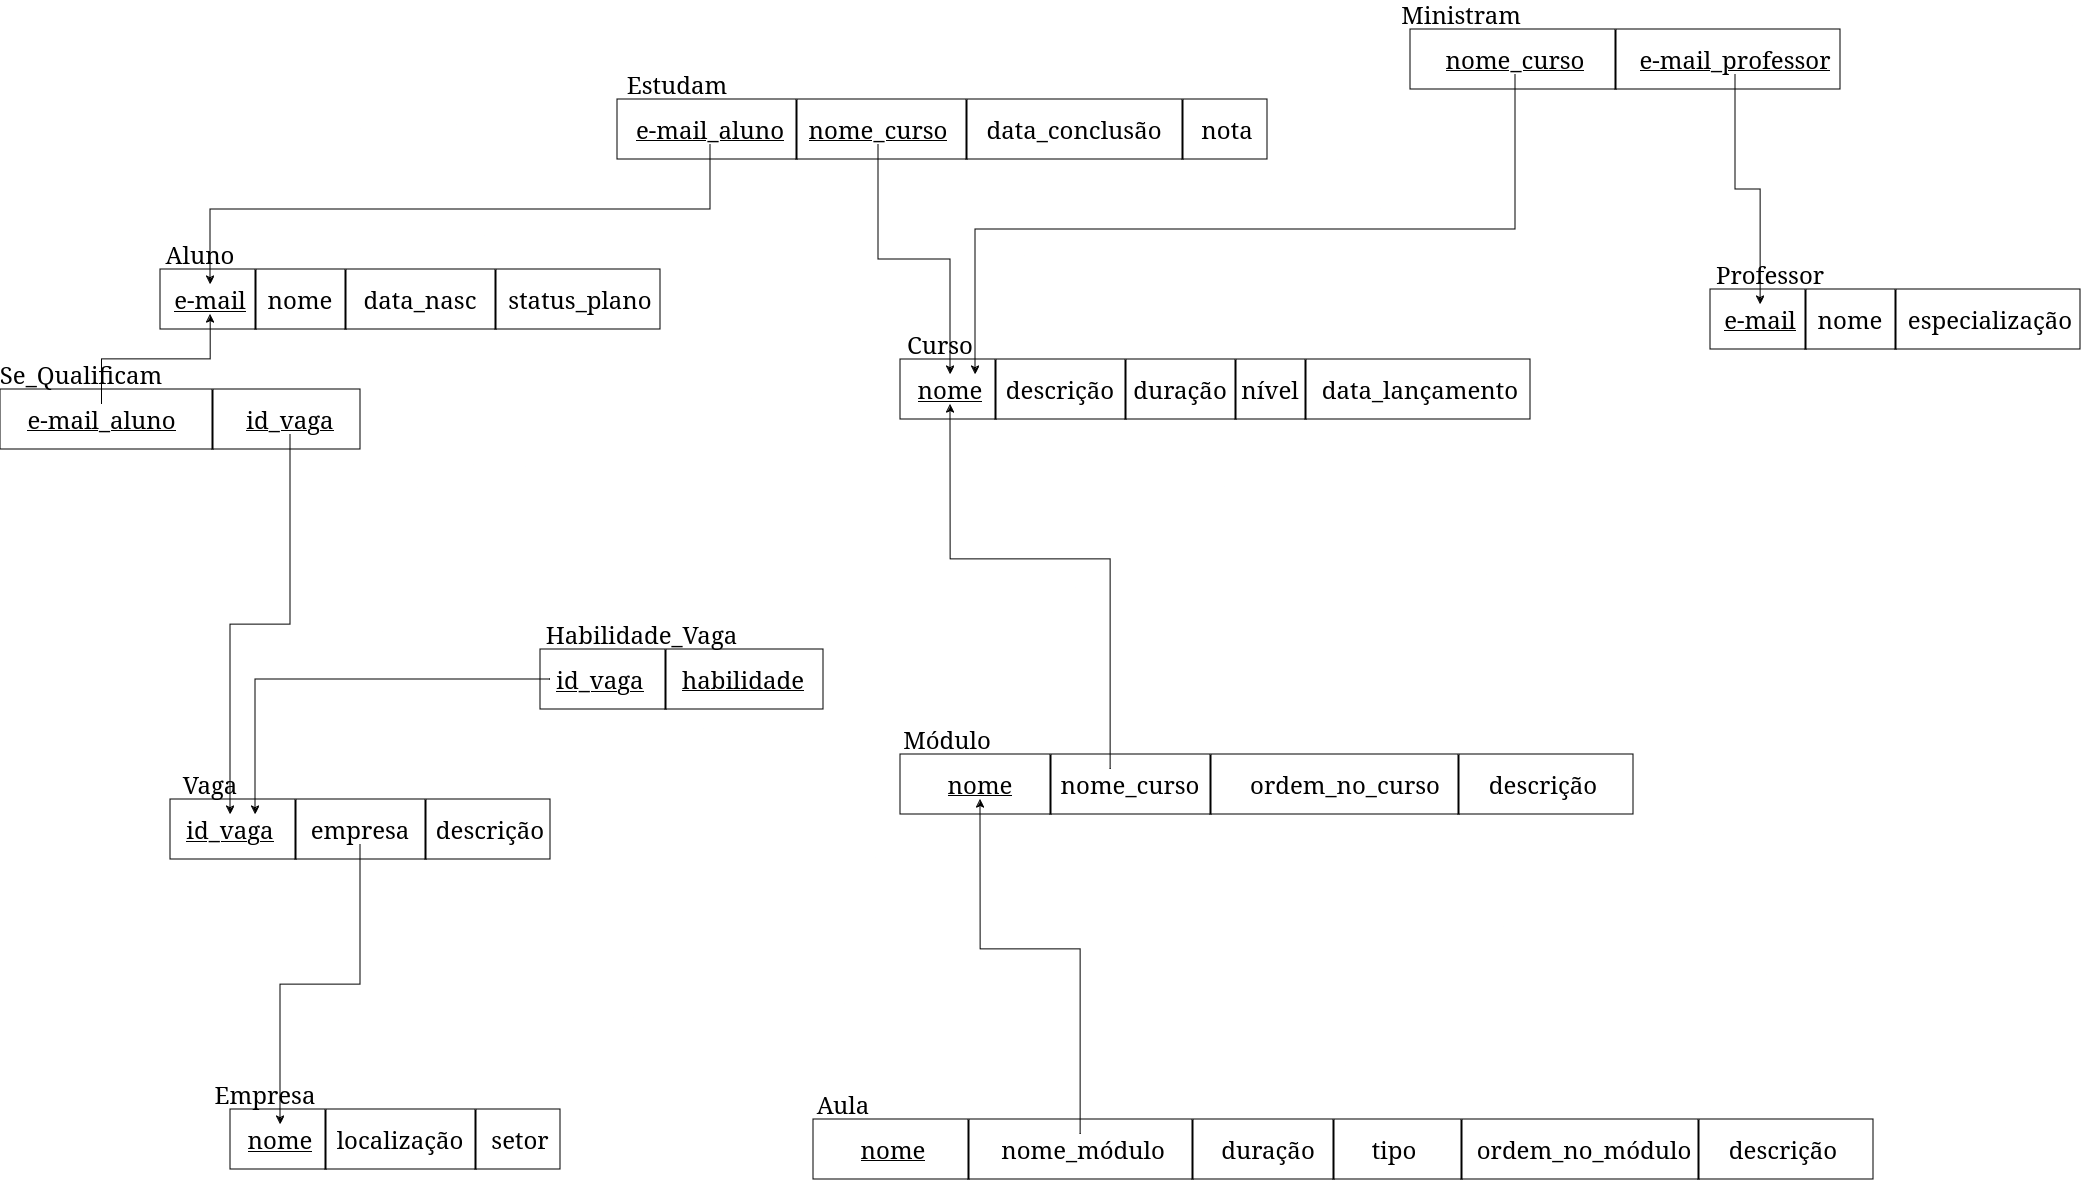 Ministram
nome_curso e-mail_professor
Estudam
e-mail_aluno nome_curso data_conclusão nota
Aluno
e-mail nome data_nasc status_plano
Professor
e-mail nome especialização
Curso
nome descrição duração nível data_lançamento
Se_Qualificam
e-mail_aluno id_vaga
Habilidade_Vaga
id_vaga habilidade
Módulo
nome nome_curso ordem_no_curso descrição
Vaga
id_vaga empresa descrição
Empresa
nome localização setor
Aula
nome nome_módulo duração tipo ordem_no_módulo descrição